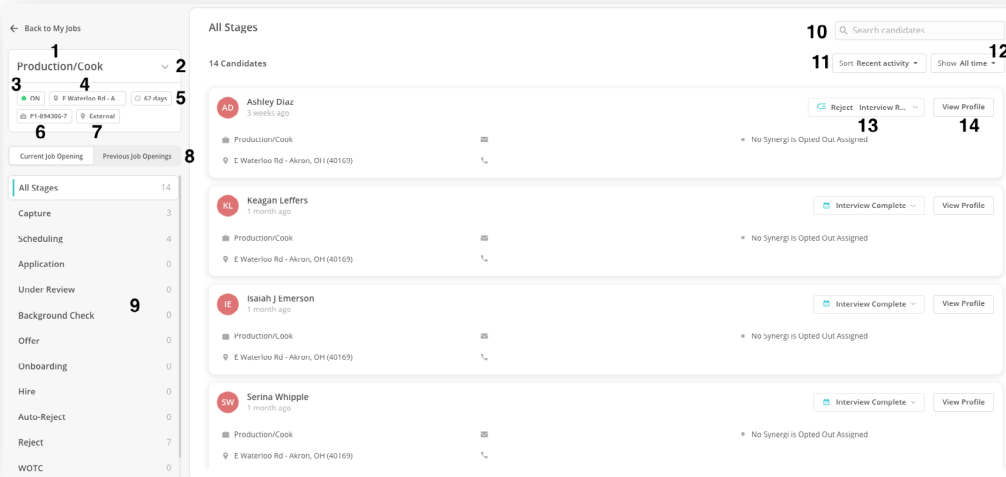 Back to My Jobs
1
Production/Cook
2
3
4
ON
E Waterloo Rd - A...
62 days
5
P1-894306-7
External
6
7
Current Job Opening
Previous Job Openings
8
All Stages 14
Capture 3
Scheduling 4
Application 0
Under Review 0
9
Background Check 0
Offer 0
Onboarding 0
Hire 0
Auto-Reject 0
Reject 7
WOTC 0
All Stages
10
Search candidates
14 Candidates
11
Sort Recent activity
12
Show All time
AD
Ashley Diaz
3 weeks ago
Reject - Interview R...
13
View Profile
14
Production/Cook
No Synergi is Opted Out Assigned
E Waterloo Rd - Akron, OH (40169)
KL
Keagan Leffers
1 month ago
Interview Complete
View Profile
Production/Cook
No Synergi is Opted Out Assigned
E Waterloo Rd - Akron, OH (40169)
IE
Isaiah J Emerson
1 month ago
Interview Complete
View Profile
Production/Cook
No Synergi is Opted Out Assigned
E Waterloo Rd - Akron, OH (40169)
SW
Serina Whipple
1 month ago
Interview Complete
View Profile
Production/Cook
No Synergi is Opted Out Assigned
E Waterloo Rd - Akron, OH (40169)